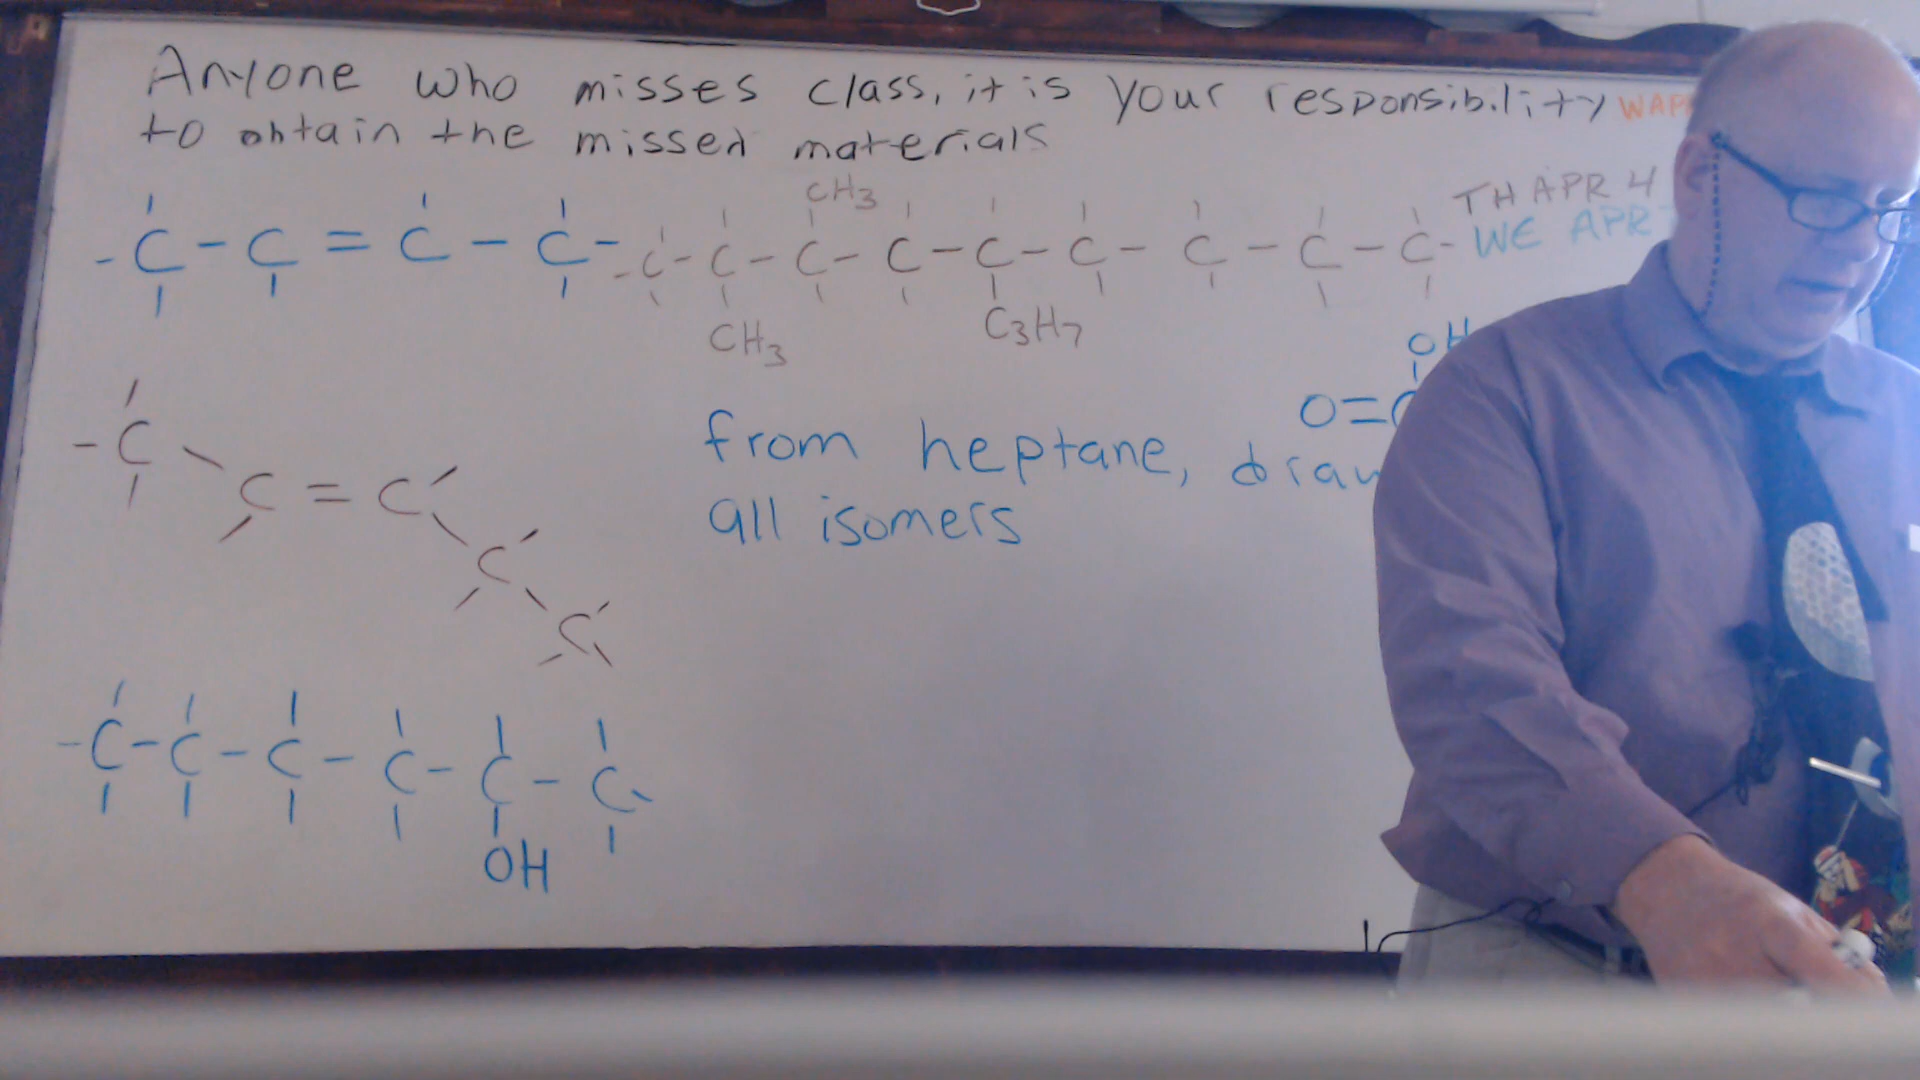 Anyone who misses class, it is your responsibility
to obtain the missed materials
CH3
TH APR 4
WE APR
- C - C = C - C -
- C - C - C - C - C - C - C - C - C -
CH3
C3H7
OH
O=C
- C
C = C
C
C
from heptane, draw
all isomers
- C - C - C - C - C - C -
OH